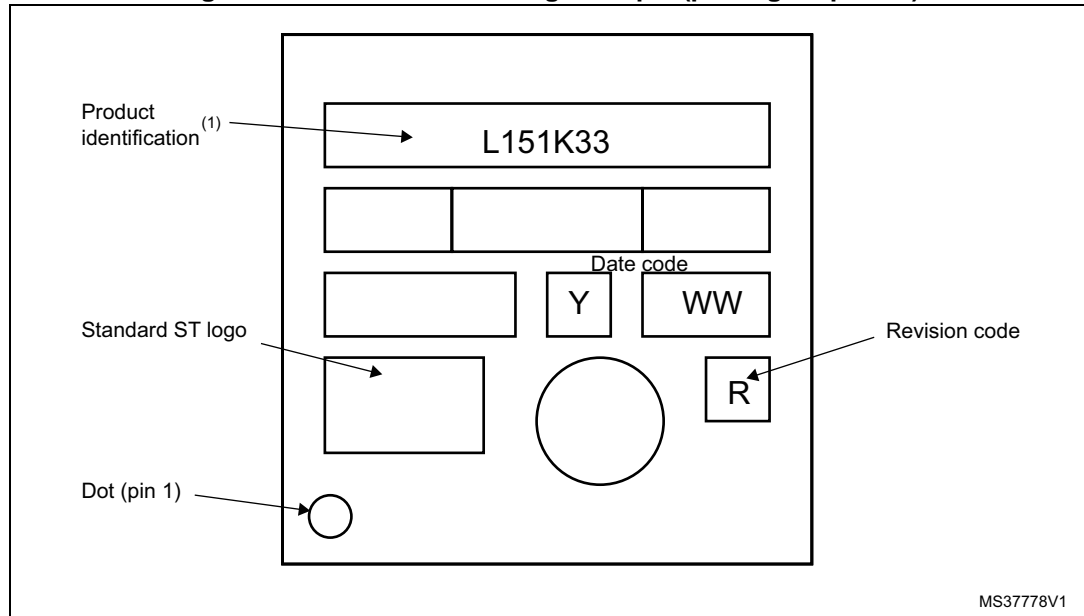 Product
identification (1)
L151K33
Date code
Y
WW
Standard ST logo
Revision code
R
Dot (pin 1)
MS37778V1